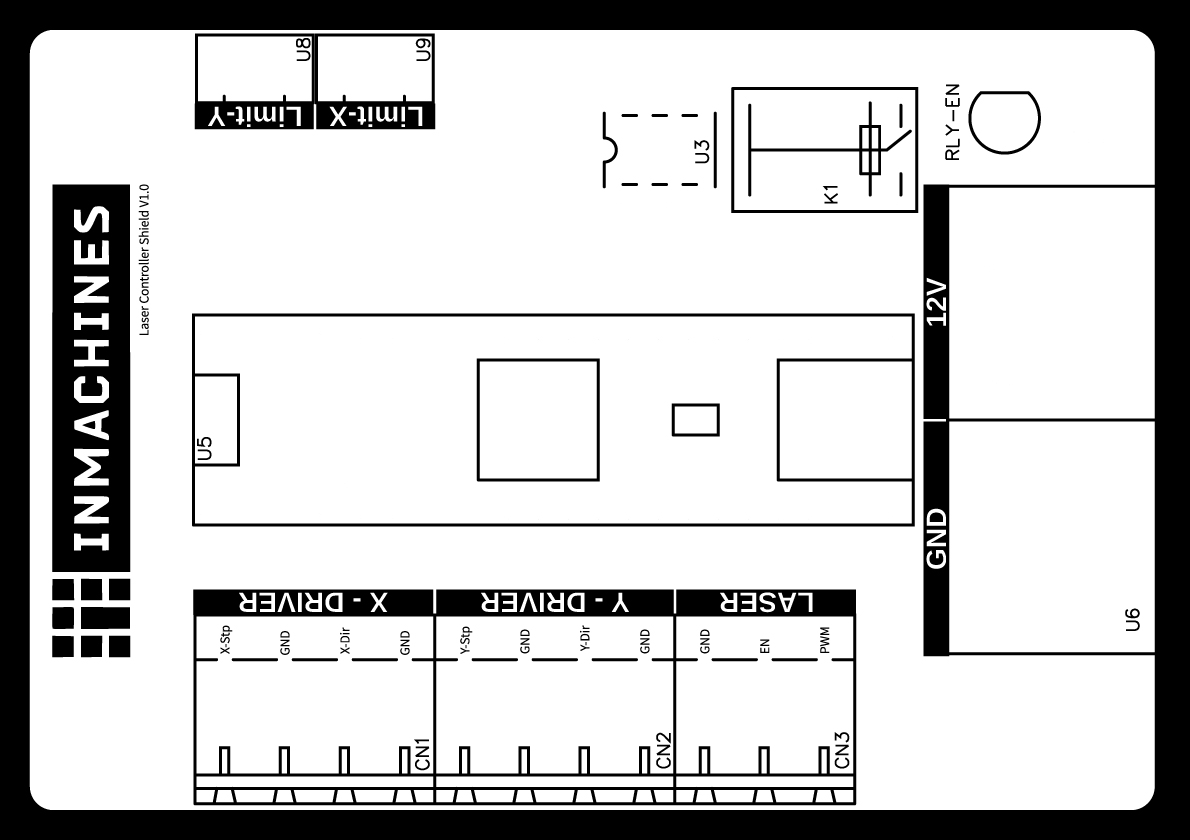 U8
U9
Limit-Y
Limit-X
RLY-EN
U3
K1
INMACHINES
Laser Controller Shield V1.0
12V
U5
GND
X - DRIVER
Y - DRIVER
LASER
X-Stp
GND
X-Dir
GND
Y-Stp
GND
Y-Dir
GND
GND
EN
PWM
U6
CN1
CN2
CN3